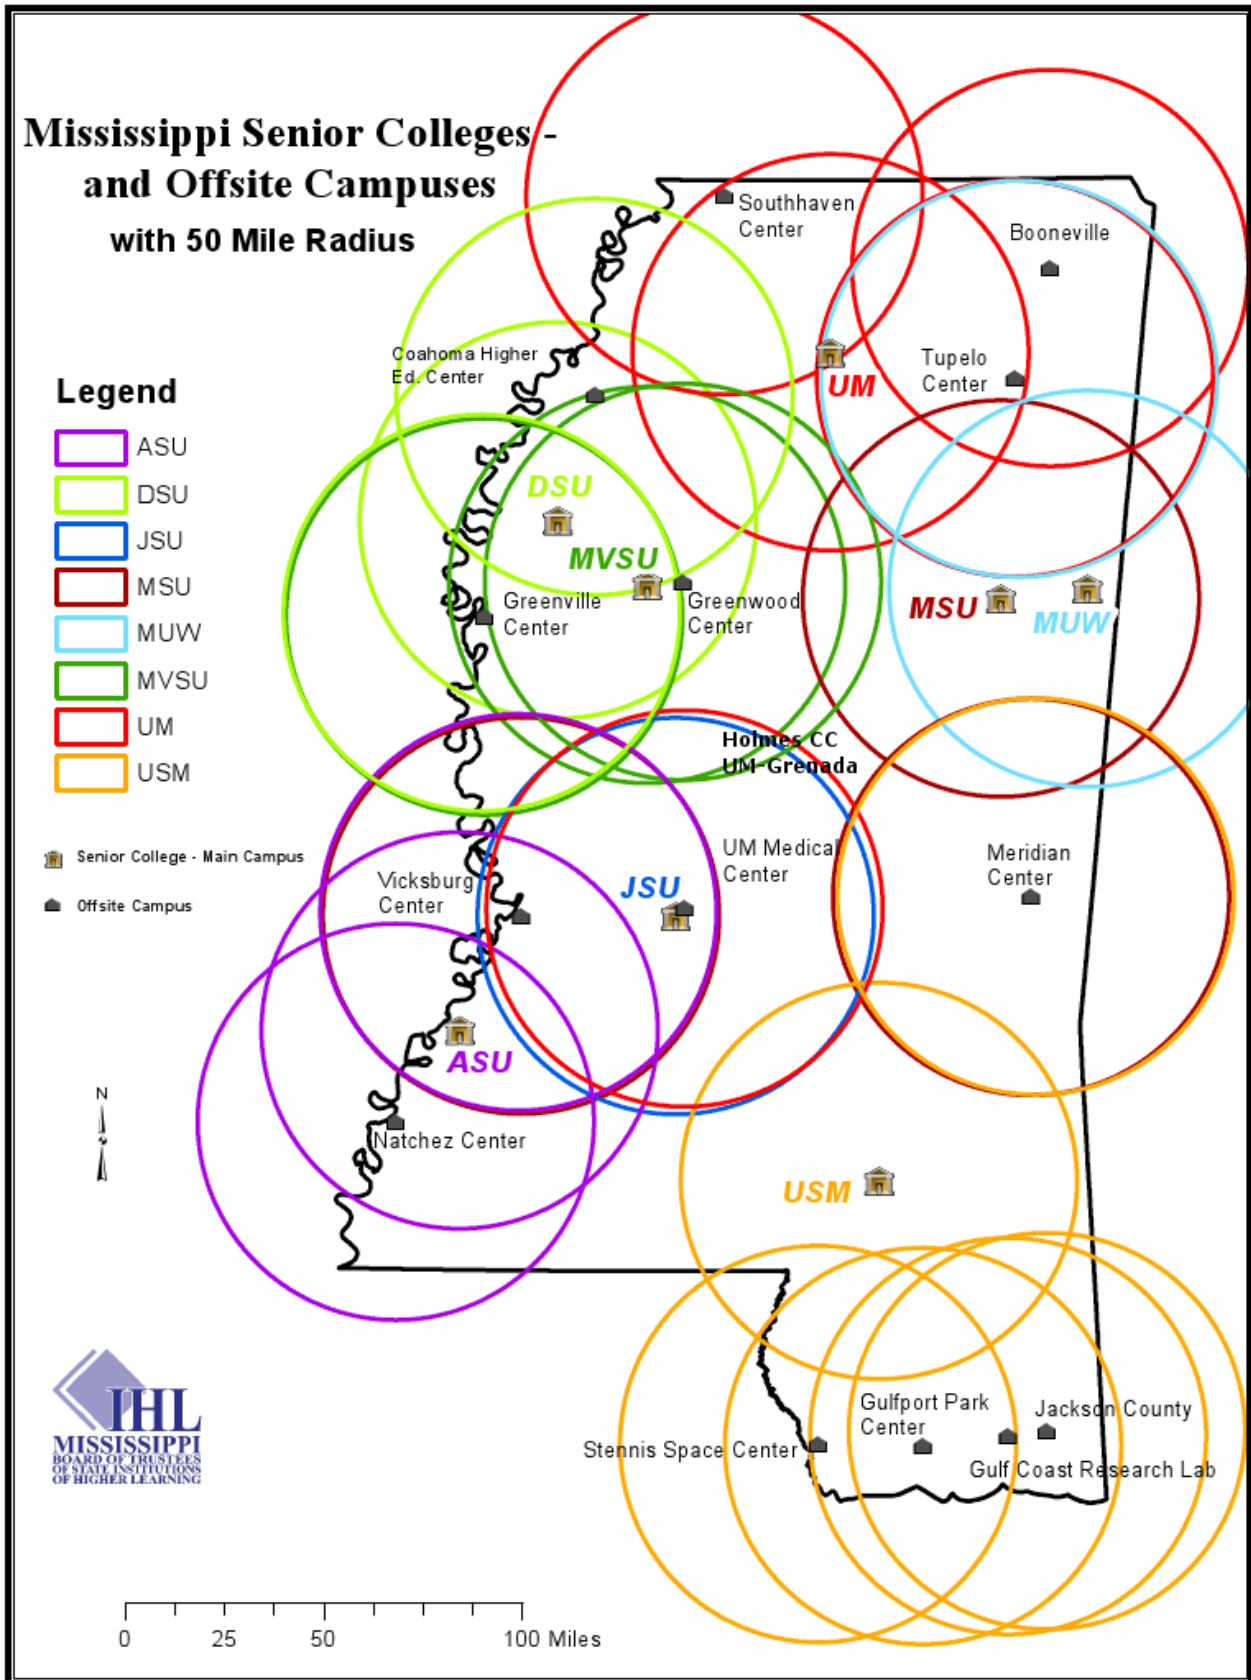 Mississippi Senior Colleges -
and Offsite Campuses
with 50 Mile Radius
Southhaven
Center
Booneville
Coahoma Higher
Ed. Center
Tupelo
Center
UM
Legend
ASU
DSU
JSU
MSU
MUW
MVSU
UM
USM
DSU
MVSU
Greenville
Center
Greenwood
Center
MSU
MUW
Holmes CC
UM-Grenada
Senior College - Main Campus
Offsite Campus
Vicksburg
Center
JSU
UM Medical
Center
Meridian
Center
ASU
N
Natchez Center
USM
Gulfport Park
Center
Jackson County
Stennis Space Center
Gulf Coast Research Lab
IHL
MISSISSIPPI
BOARD OF TRUSTEES
OF STATE INSTITUTIONS
OF HIGHER LEARNING
0 25 50 100 Miles